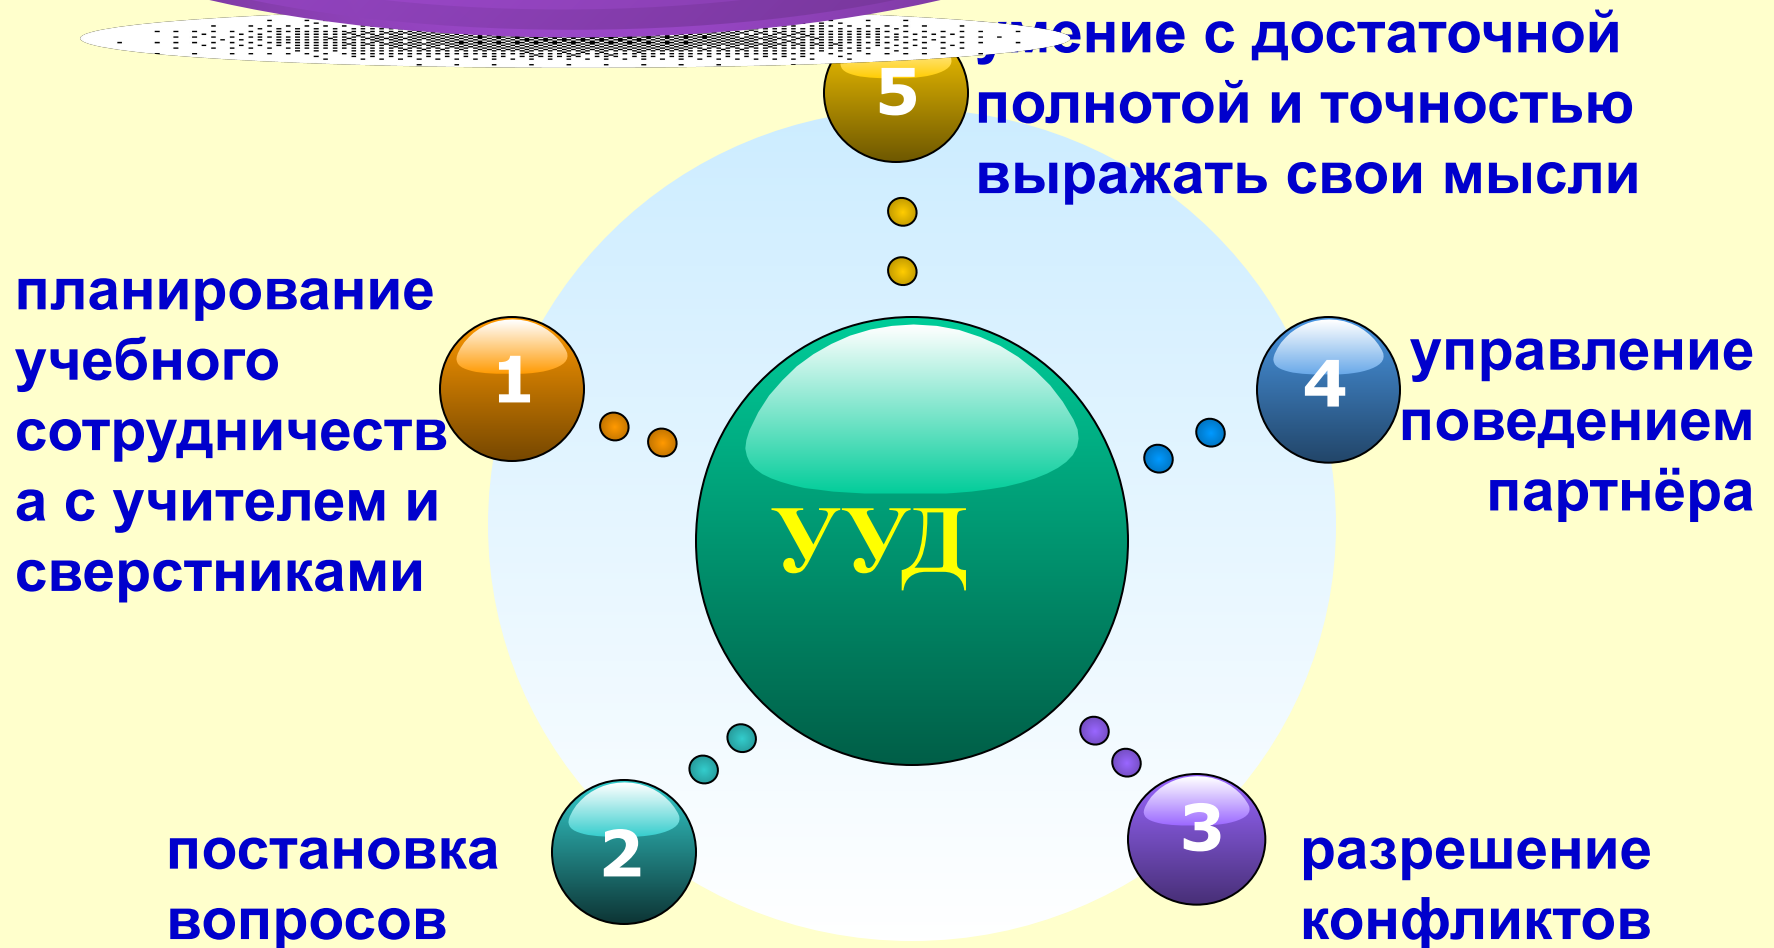 5
умение с достаточной
полнотой и точностью
выражать свои мысли
планирование
учебного
сотрудничеств
а с учителем и
сверстниками
1
4
управление
поведением
партнёра
УУД
2
постановка
вопросов
3
разрешение
конфликтов